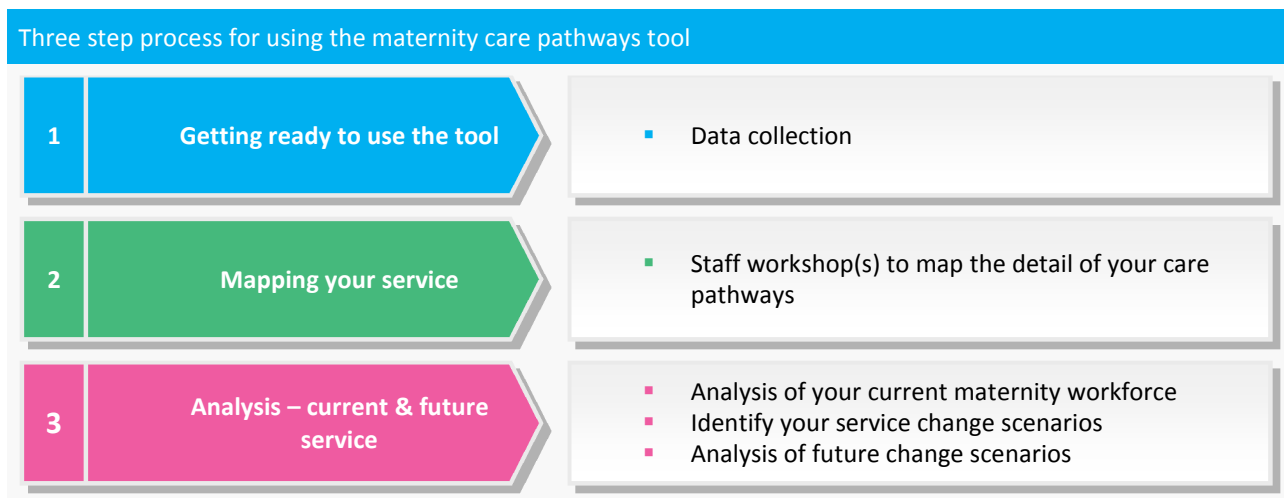 Three step process for using the maternity care pathways tool
1
Getting ready to use the tool
▪ Data collection
2
Mapping your service
▪ Staff workshop(s) to map the detail of your care
pathways
3
Analysis – current & future
service
▪ Analysis of your current maternity workforce
▪ Identify your service change scenarios
▪ Analysis of future change scenarios